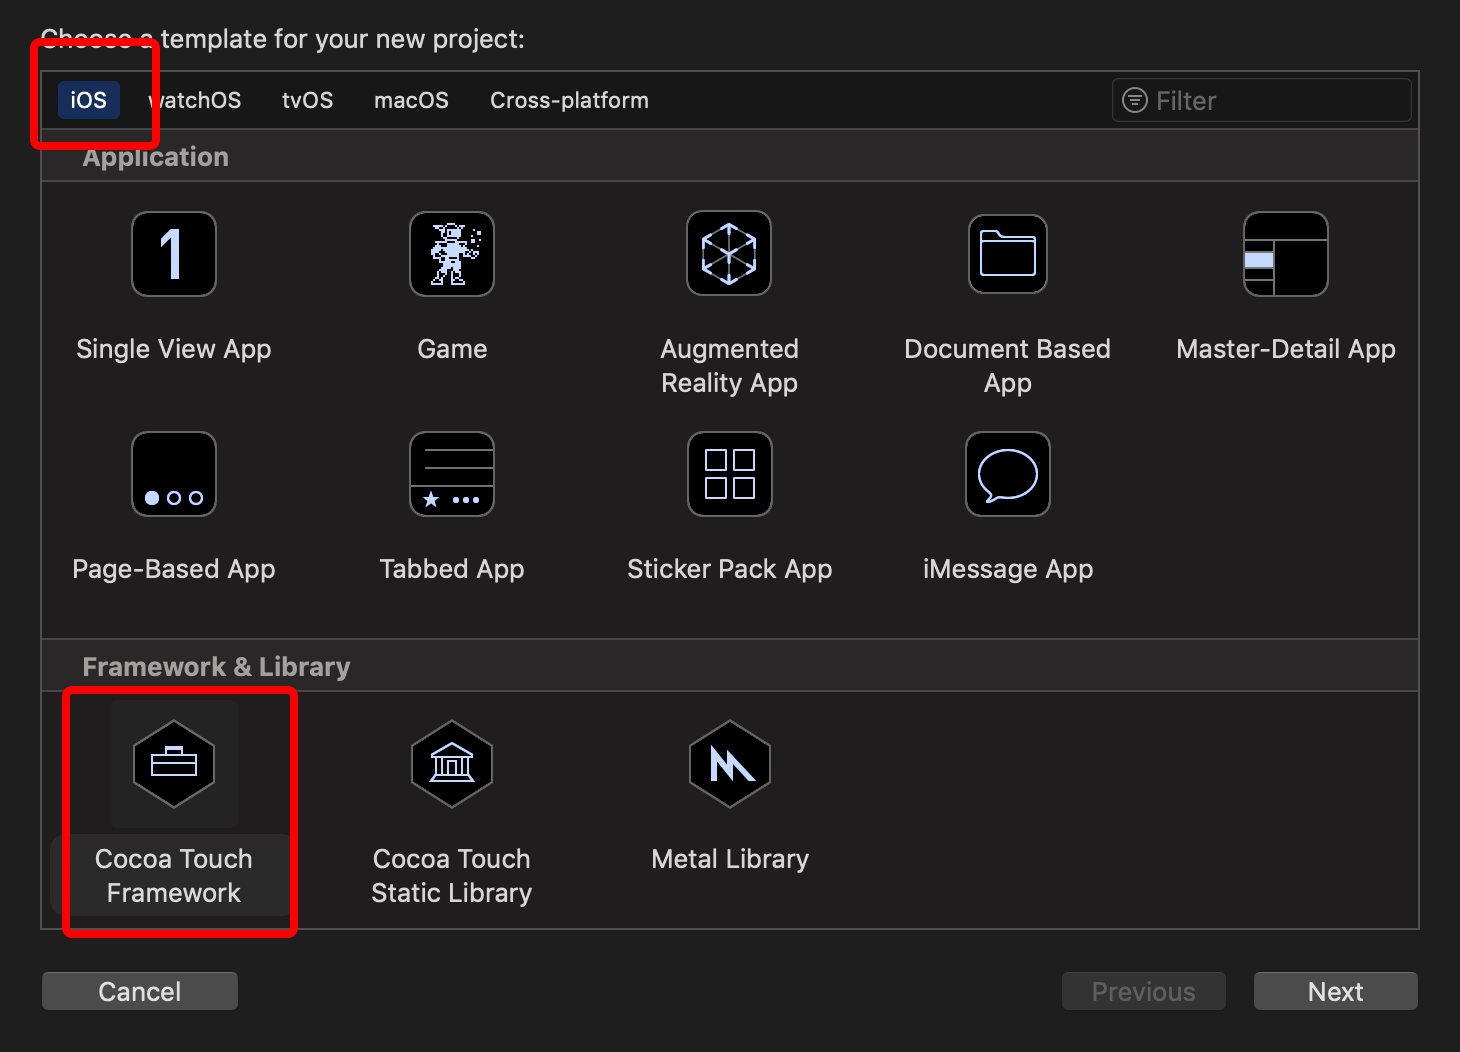 Choose a template for your new project:
iOS watchOS tvOS macOS Cross-platform Filter
Application
1
Single View App Game Augmented Document Based Master-Detail App
Reality App App
Page-Based App Tabbed App Sticker Pack App iMessage App
Framework & Library
Cocoa Touch Cocoa Touch Metal Library
Framework Static Library
Cancel Previous Next